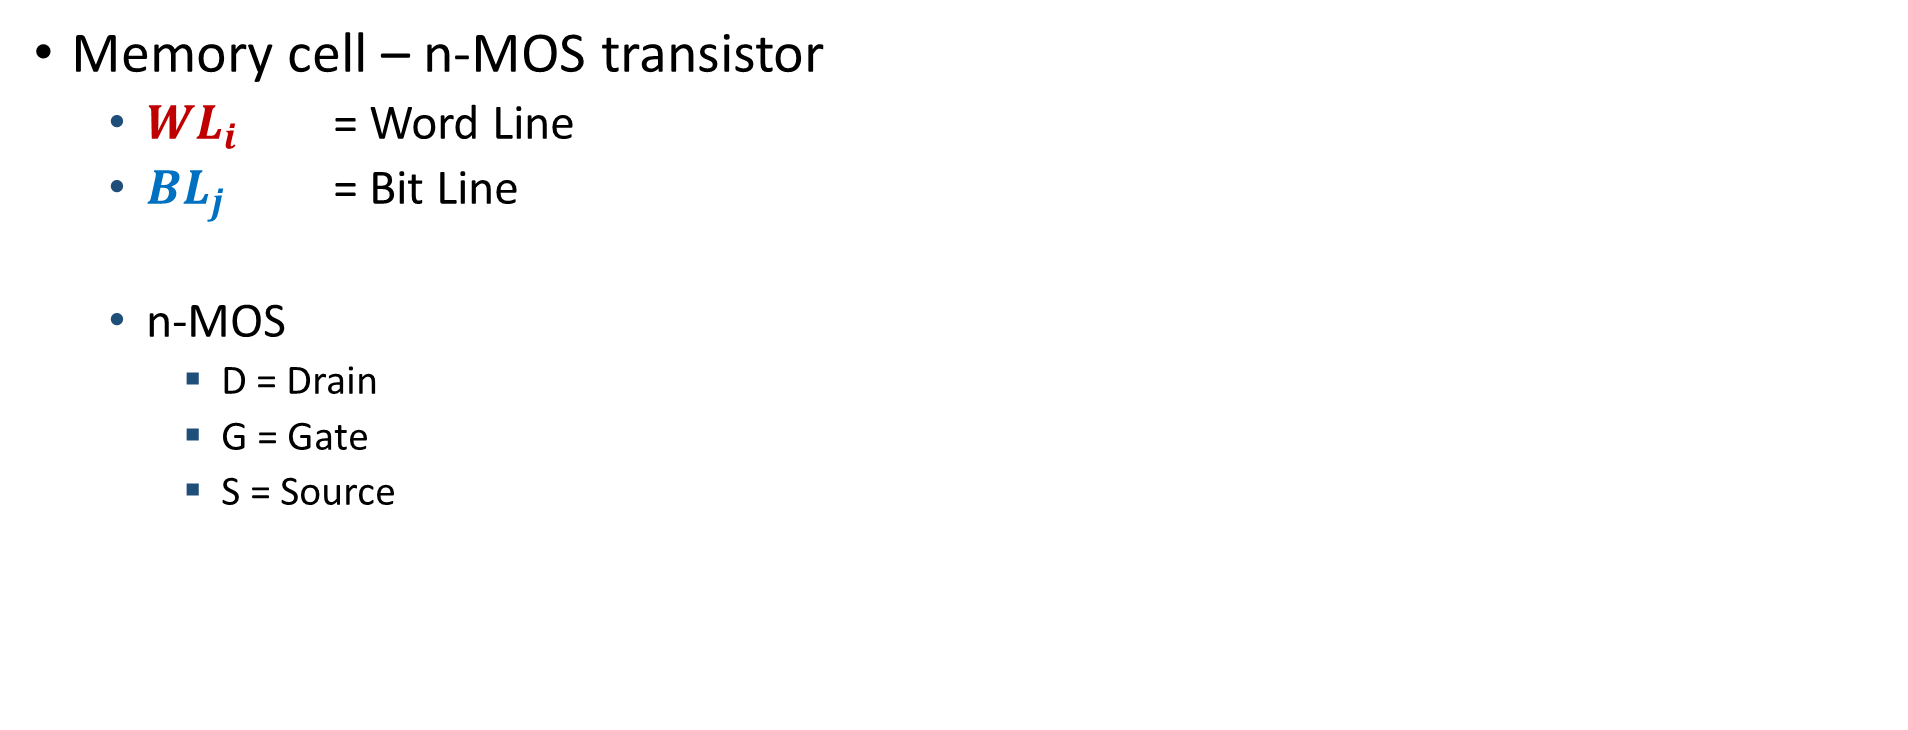 • Memory cell – n-MOS transistor
• WLᵢ = Word Line
• BLⱼ = Bit Line
• n-MOS
▪ D = Drain
▪ G = Gate
▪ S = Source